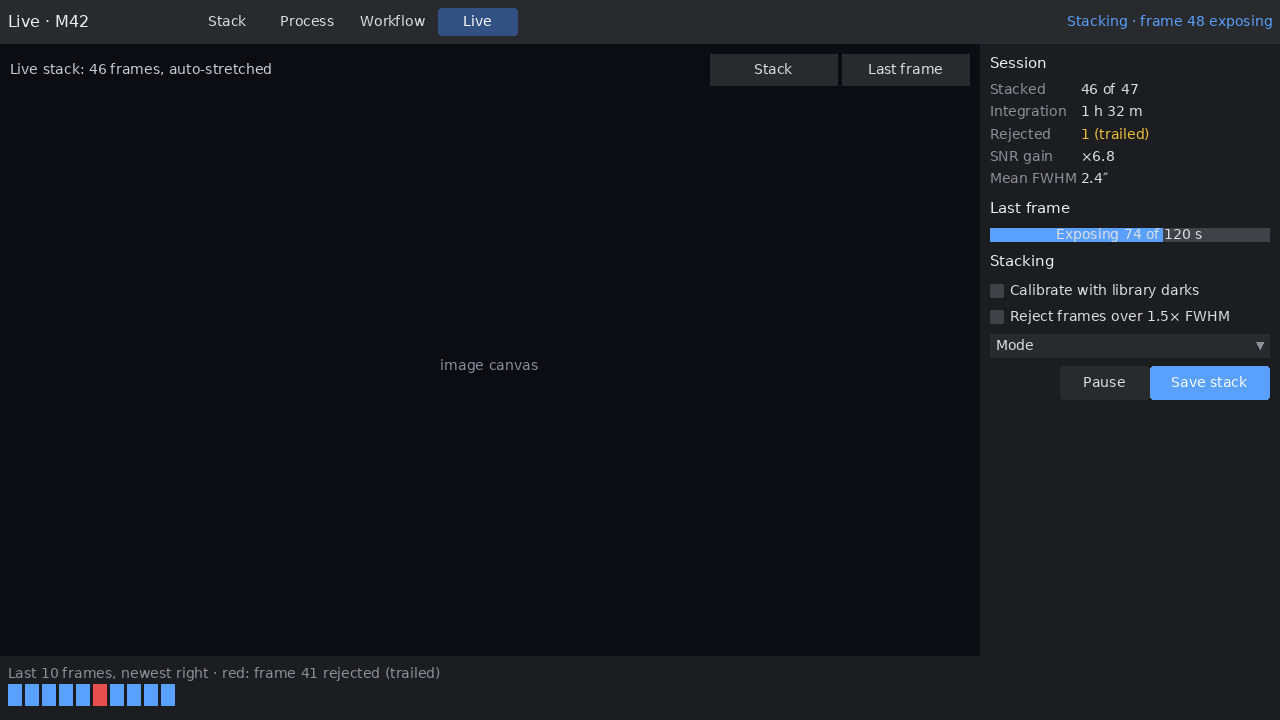 Live · M42
Stack
Process
Workflow
Live
Stacking · frame 48 exposing
Live stack: 46 frames, auto-stretched
Stack
Last frame
image canvas
Last 10 frames, newest right · red: frame 41 rejected (trailed)
Session
Stacked 46 of 47
Integration 1 h 32 m
Rejected 1 (trailed)
SNR gain ×6.8
Mean FWHM 2.4″
Last frame
Exposing 74 of 120 s
Stacking
Calibrate with library darks
Reject frames over 1.5× FWHM
Mode
Pause
Save stack